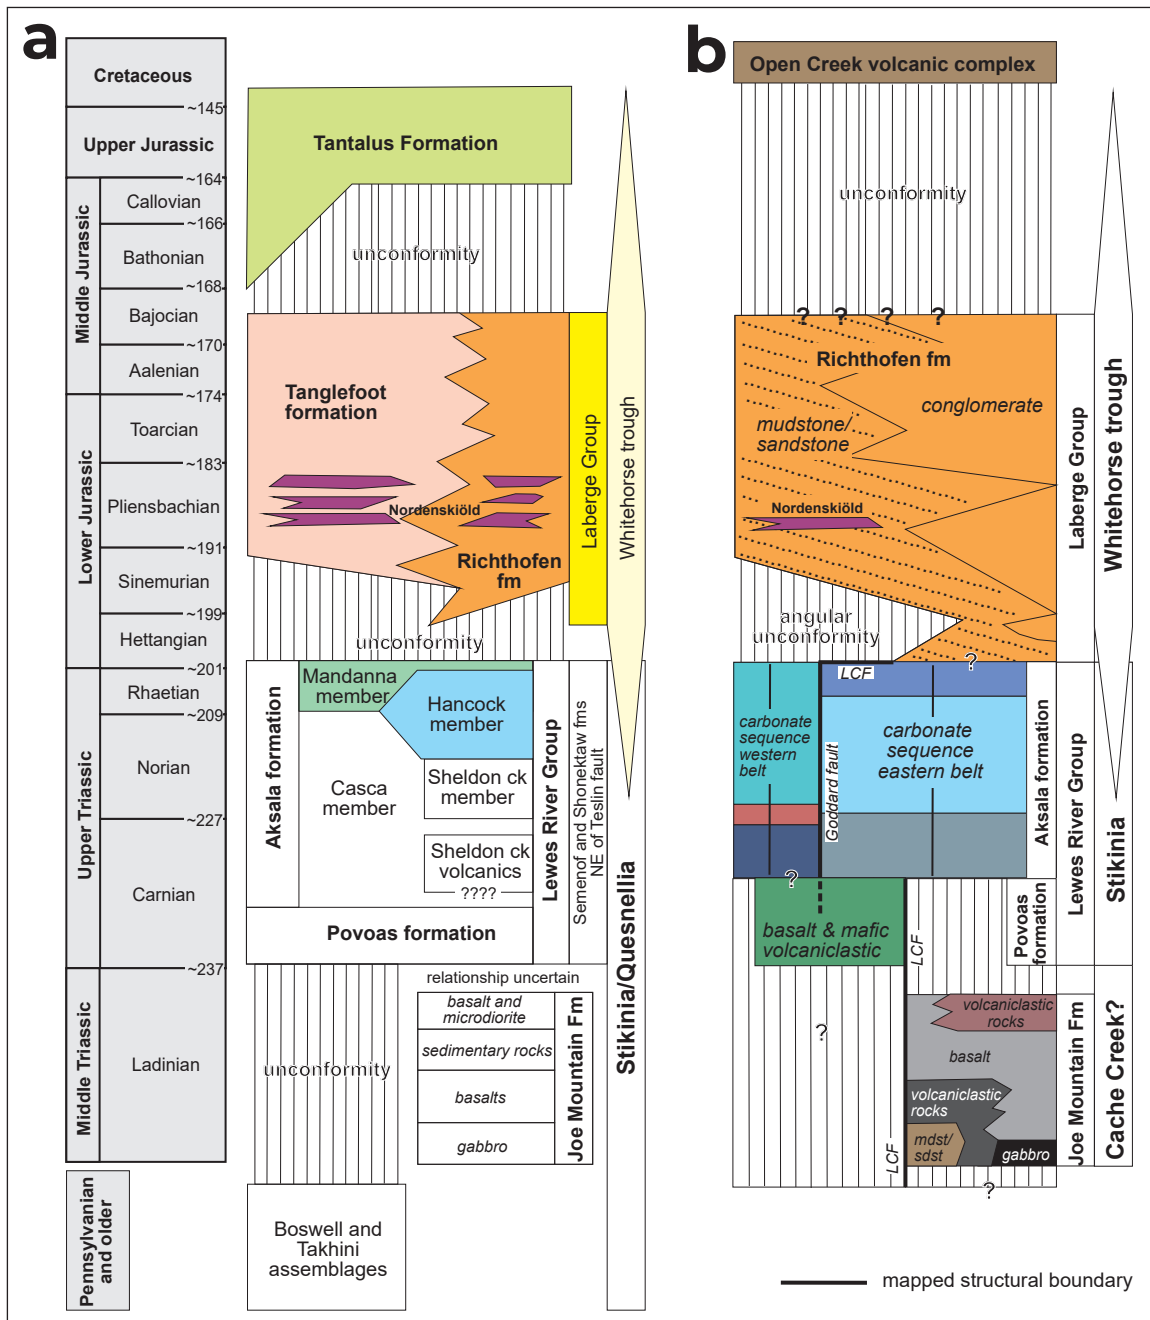 a
Cretaceous
~145
Upper Jurassic
~164
Middle Jurassic
Callovian
~166
Bathonian
~168
Bajocian
~170
Aalenian
~174
Lower Jurassic
Toarcian
~183
Pliensbachian
~191
Sinemurian
~199
Hettangian
~201
Upper Triassic
Rhaetian
~209
Norian
~227
Carnian
~237
Middle Triassic
Ladinian
Pennsylvanian
and older
Tantalus Formation
unconformity
Tanglefoot
formation
Nordenskiöld
Richthofen
fm
Laberge Group
Whitehorse trough
unconformity
Aksala formation
Mandanna
member
Hancock
member
Casca
member
Sheldon ck
member
Sheldon ck
volcanics
????
Povoas formation
Lewes River Group
Semenof and Shonektaw fms
NE of Teslin fault
Stikinia/Quesnellia
relationship uncertain
unconformity
basalt and
microdiorite
sedimentary rocks
basalts
gabbro
Joe Mountain Fm
Boswell and
Takhini
assemblages
b
Open Creek volcanic complex
unconformity
? ? ? ?
Richthofen fm
conglomerate
mudstone/
sandstone
Nordenskiöld
Laberge Group
Whitehorse trough
angular
unconformity
?
LCF
carbonate
sequence
western
belt
Goddard fault
carbonate
sequence
eastern belt
Aksala formation
Lewes River Group
Stikinia
?
basalt & mafic
volcaniclastic
LCF
Povoas
formation
?
volcaniclastic
rocks
basalt
volcaniclastic
rocks
mdst/
sdst
gabbro
LCF
Joe Mountain Fm
Cache Creek?
?
mapped structural boundary